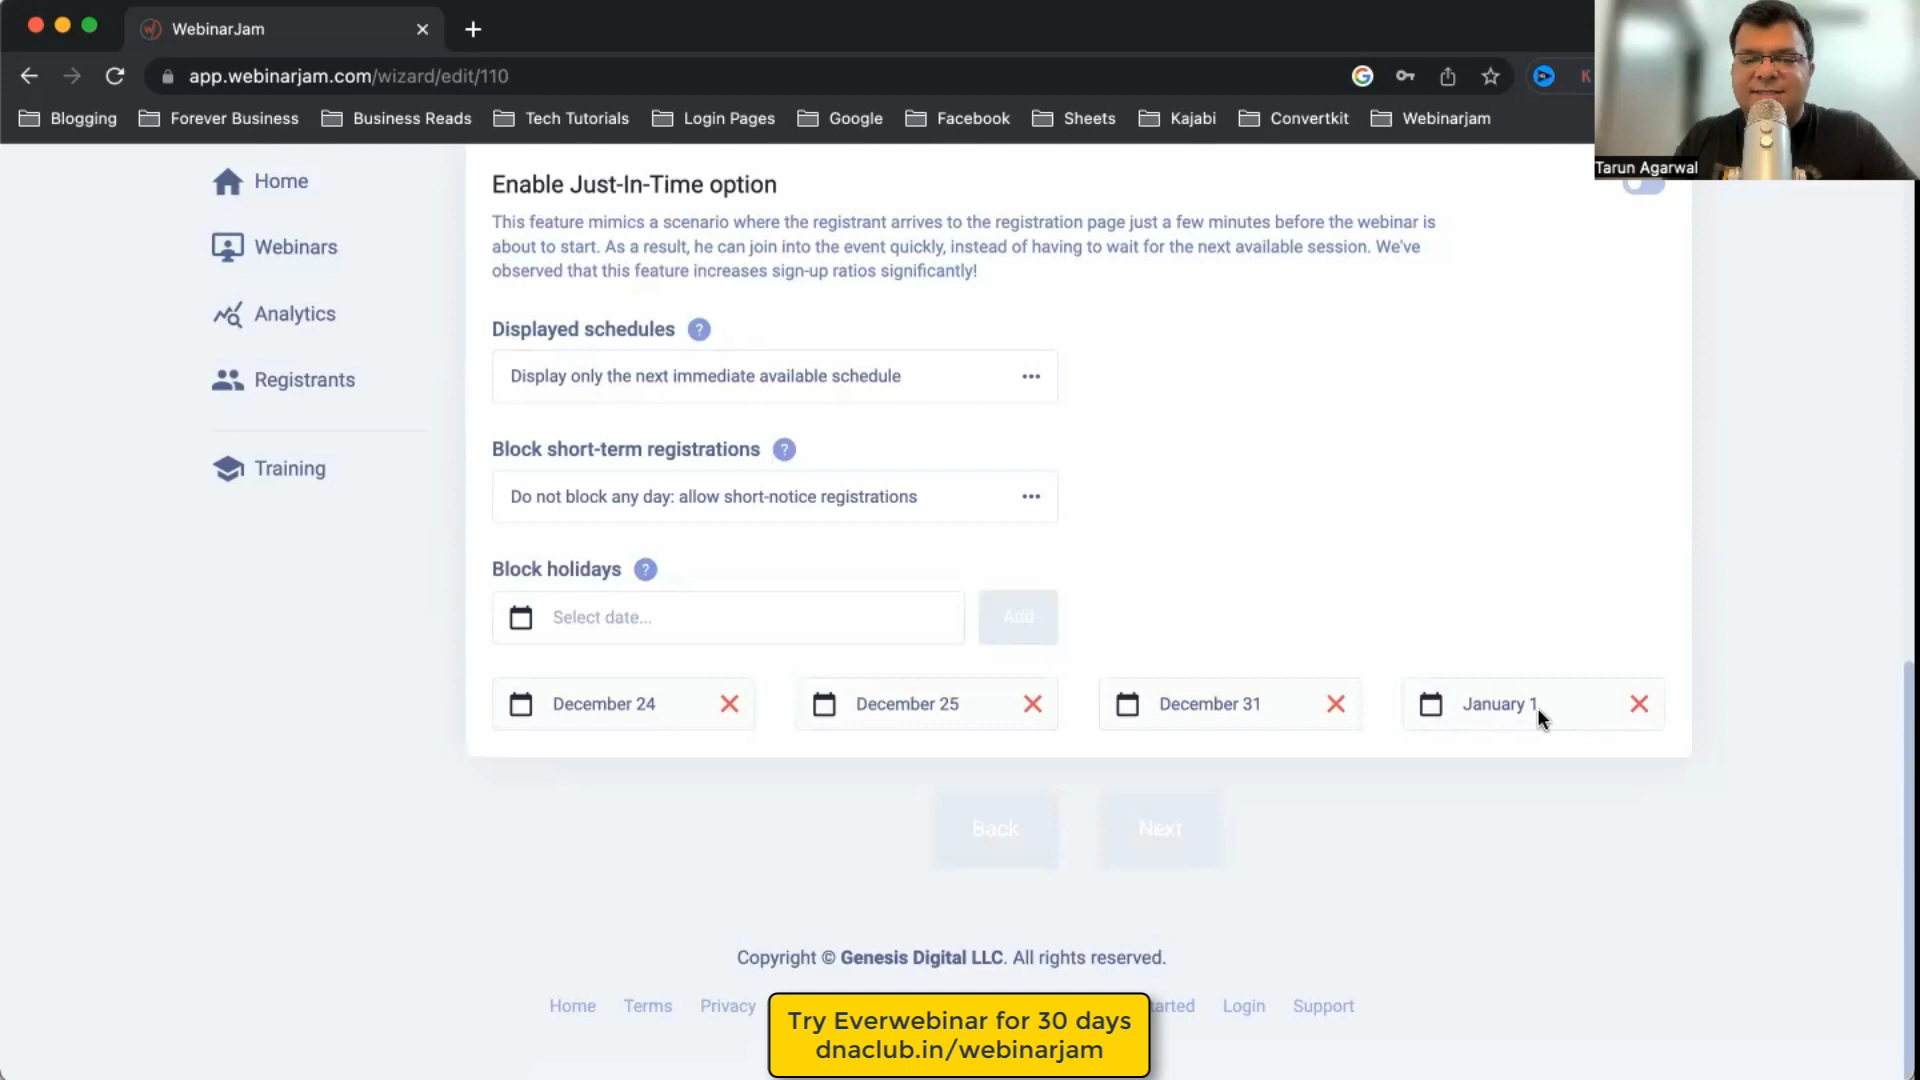 WebinarJam
app.webinarjam.com/wizard/edit/110
K
Blogging
Forever Business
Business Reads
Tech Tutorials
Login Pages
Google
Facebook
Sheets
Kajabi
Convertkit
Webinarjam
Tarun Agarwal
Home
Webinars
Analytics
Registrants
Training
Enable Just-In-Time option
This feature mimics a scenario where the registrant arrives to the registration page just a few minutes before the webinar is
about to start. As a result, he can join into the event quickly, instead of having to wait for the next available session. We've
observed that this feature increases sign-up ratios significantly!
Displayed schedules ?
Display only the next immediate available schedule
Block short-term registrations ?
Do not block any day: allow short-notice registrations
Block holidays ?
Select date...
Add
December 24
December 25
December 31
January 1
Back
Next
Copyright © Genesis Digital LLC. All rights reserved.
Home
Terms
Privacy
Login
Support
Try Everwebinar for 30 days
dnaclub.in/webinarjam